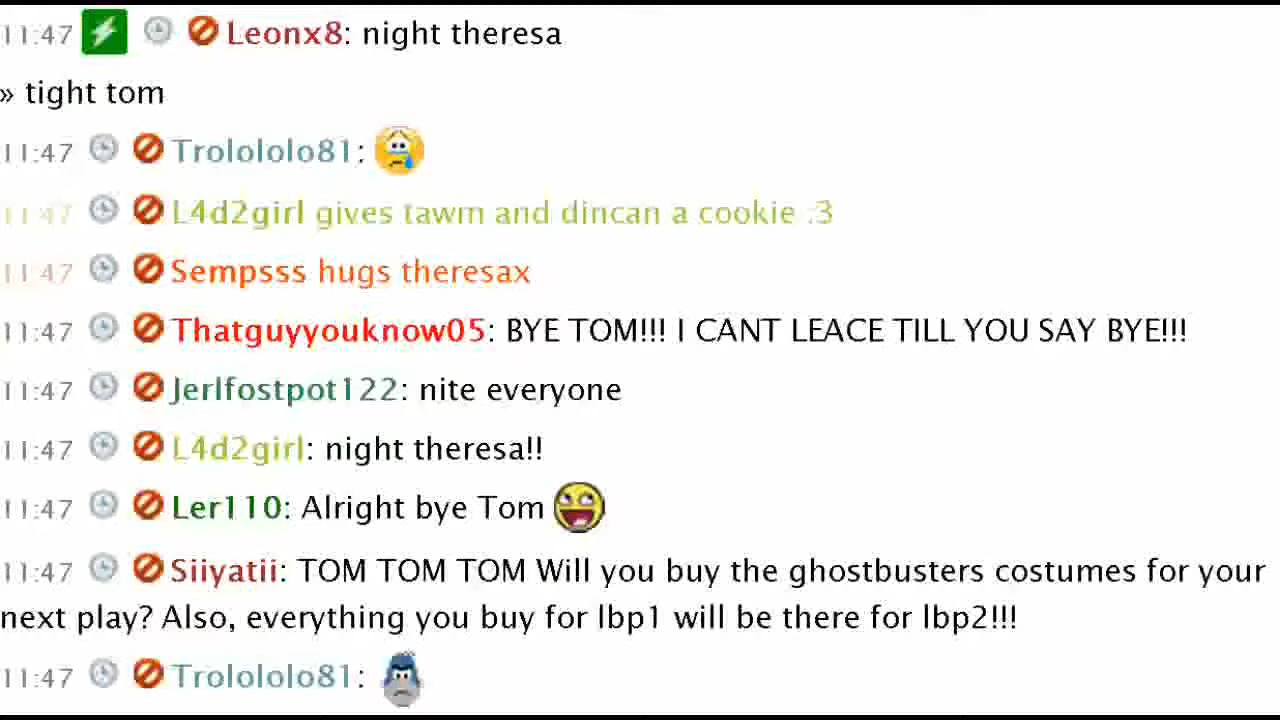 11:47 Leonx8: night theresa
» tight tom
11:47 Trolololo81:
11:47 L4d2girl gives tawm and dincan a cookie :3
11:47 Sempsss hugs theresax
11:47 Thatguyyouknow05: BYE TOM!!! I CANT LEACE TILL YOU SAY BYE!!!
11:47 Jerlfostpot122: nite everyone
11:47 L4d2girl: night theresa!!
11:47 Ler110: Alright bye Tom
11:47 Siiyatii: TOM TOM TOM Will you buy the ghostbusters costumes for your
next play? Also, everything you buy for lbp1 will be there for lbp2!!!
11:47 Trolololo81: